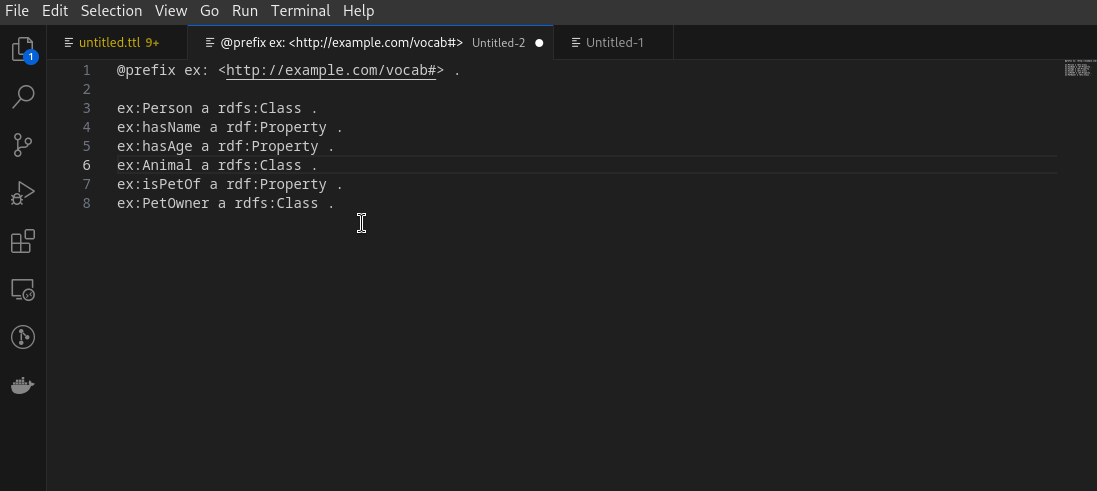 File Edit Selection View Go Run Terminal Help
untitled.ttl 9+ @prefix ex: <http://example.com/vocab#> Untitled-2 Untitled-1
1
1 @prefix ex: <http://example.com/vocab#> .
2
3 ex:Person a rdfs:Class .
4 ex:hasName a rdf:Property .
5 ex:hasAge a rdf:Property .
6 ex:Animal a rdfs:Class .
7 ex:isPetOf a rdf:Property .
8 ex:PetOwner a rdfs:Class .